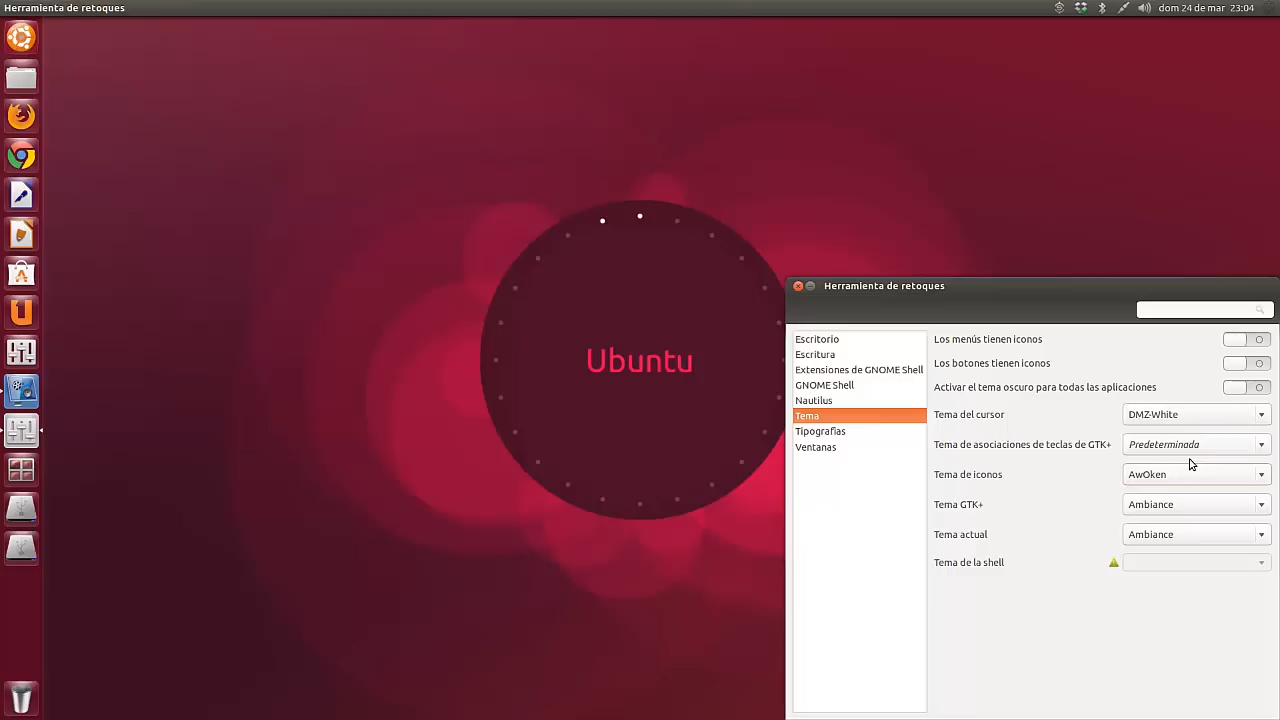 Herramienta de retoques
dom 24 de mar 23:04
Ubuntu
Herramienta de retoques
Escritorio
Escritura
Extensiones de GNOME Shell
GNOME Shell
Nautilus
Tema
Tipografías
Ventanas
Los menús tienen iconos
Los botones tienen iconos
Activar el tema oscuro para todas las aplicaciones
Tema del cursor DMZ-White
Tema de asociaciones de teclas de GTK+ Predeterminada
Tema de iconos AwOken
Tema GTK+ Ambiance
Tema actual Ambiance
Tema de la shell